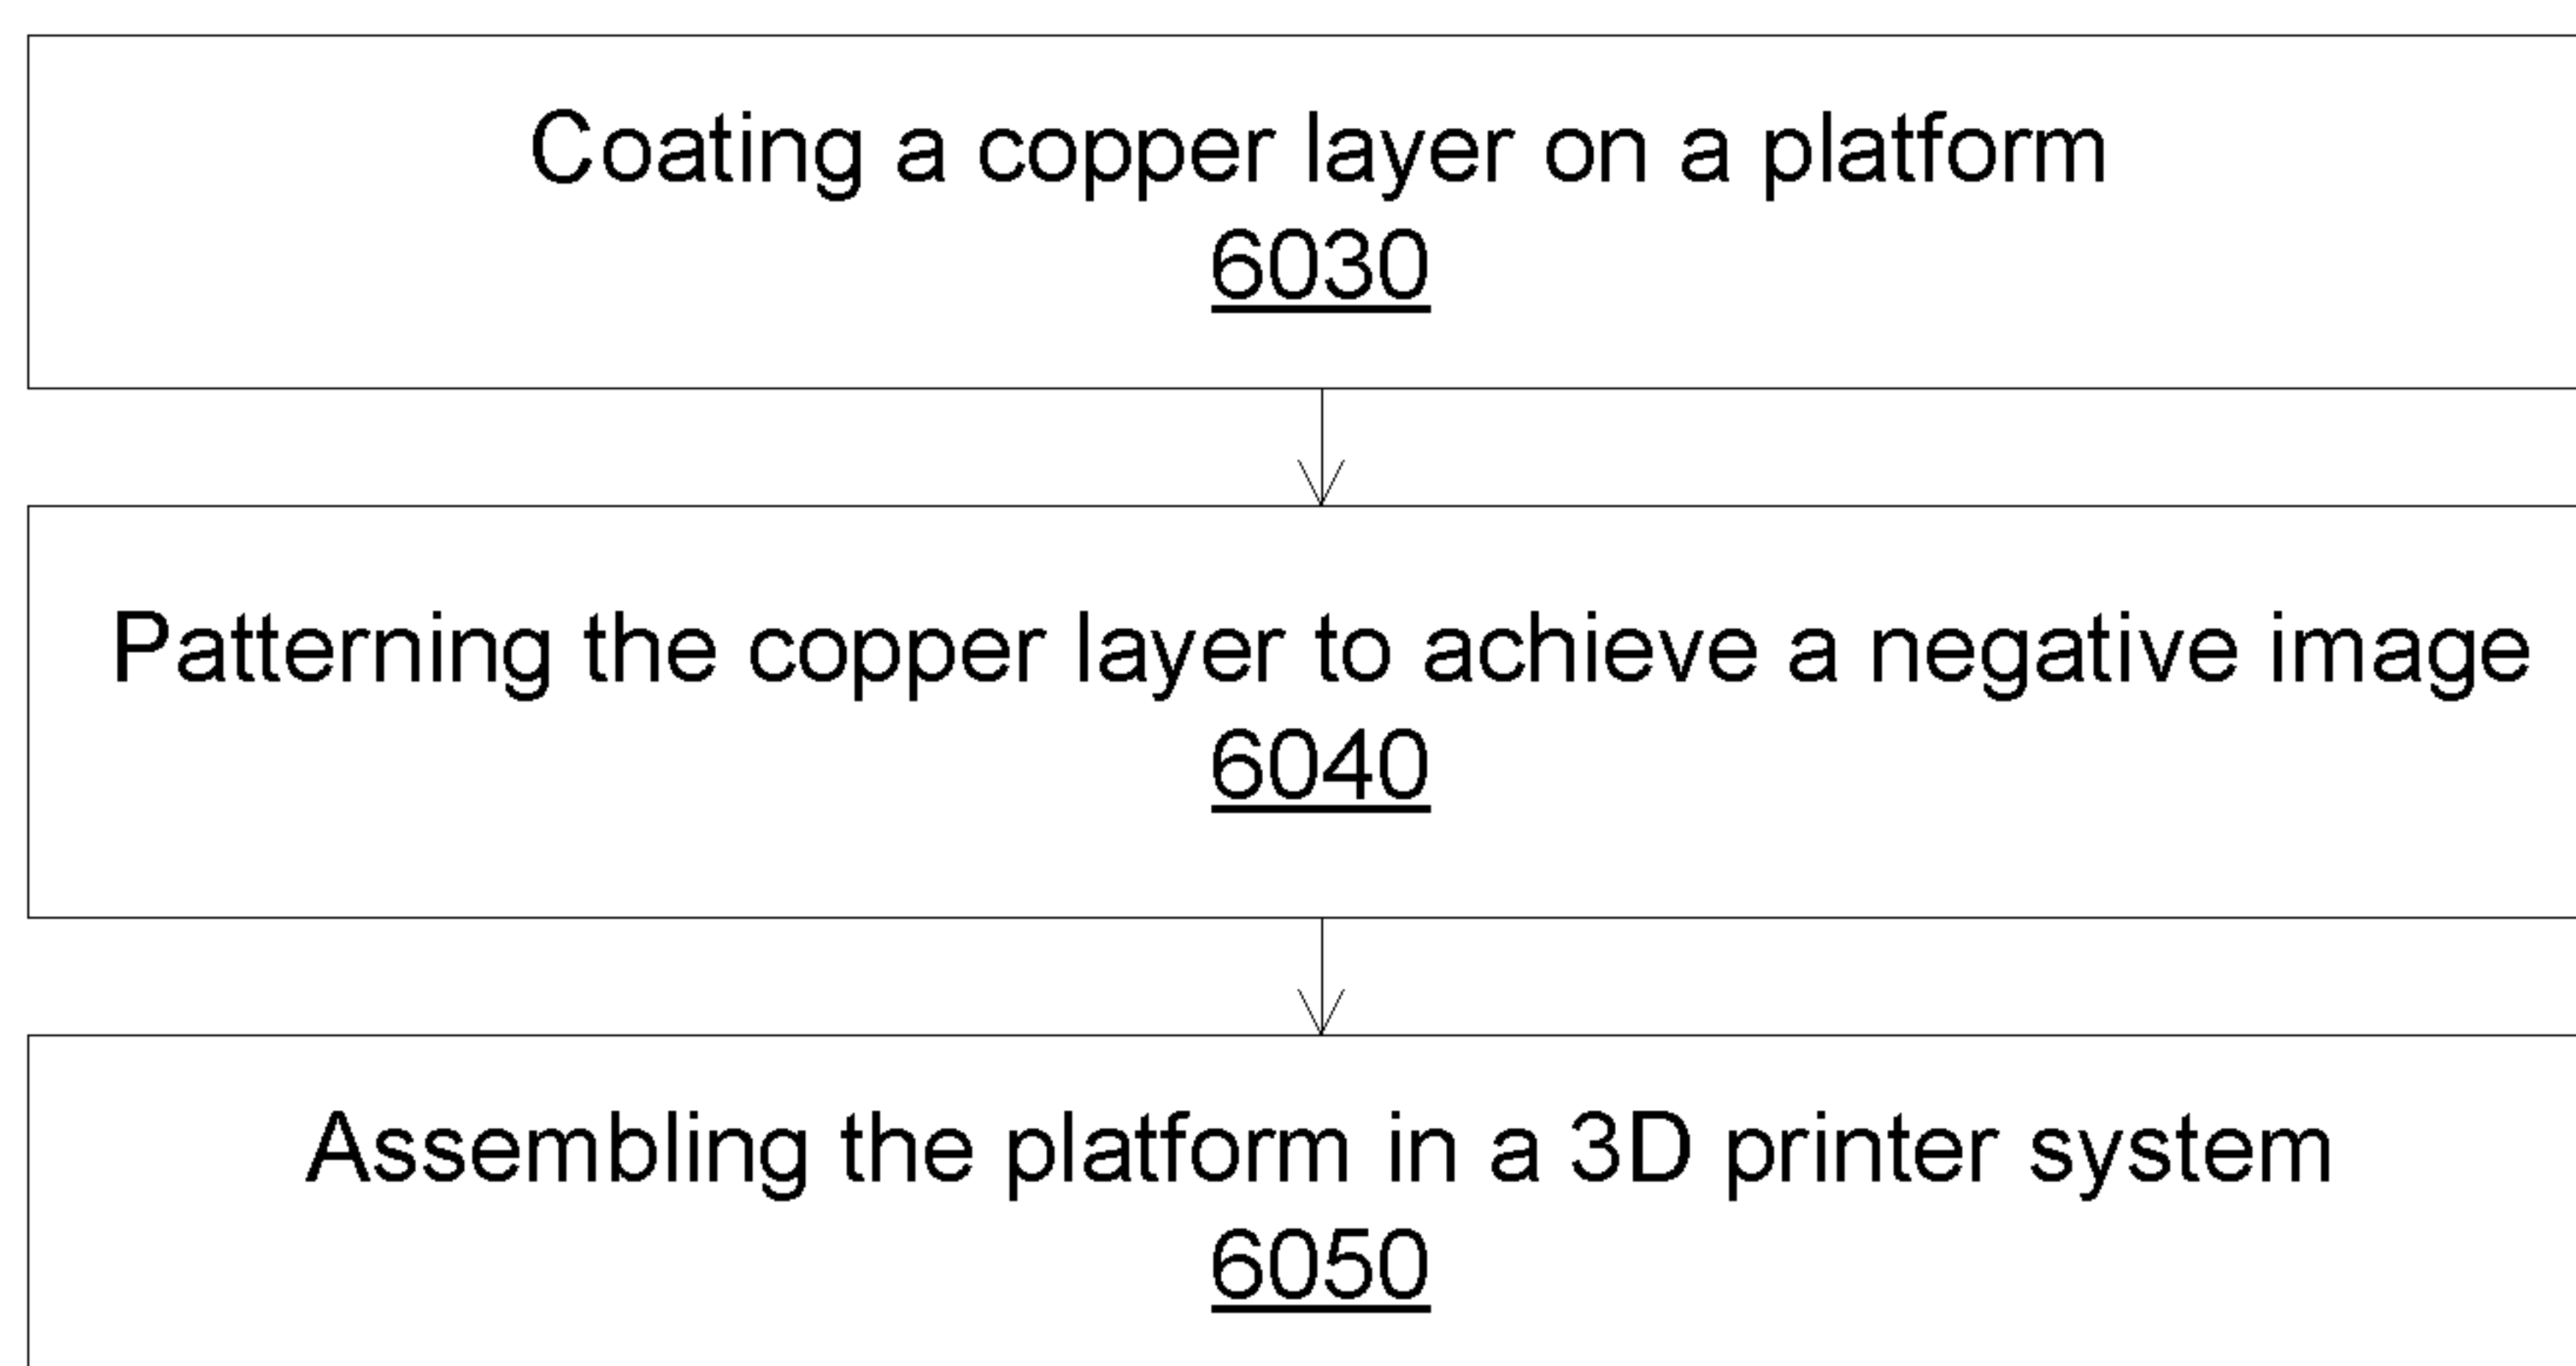 Coating a copper layer on a platform
6030
Patterning the copper layer to achieve a negative image
6040
Assembling the platform in a 3D printer system
6050